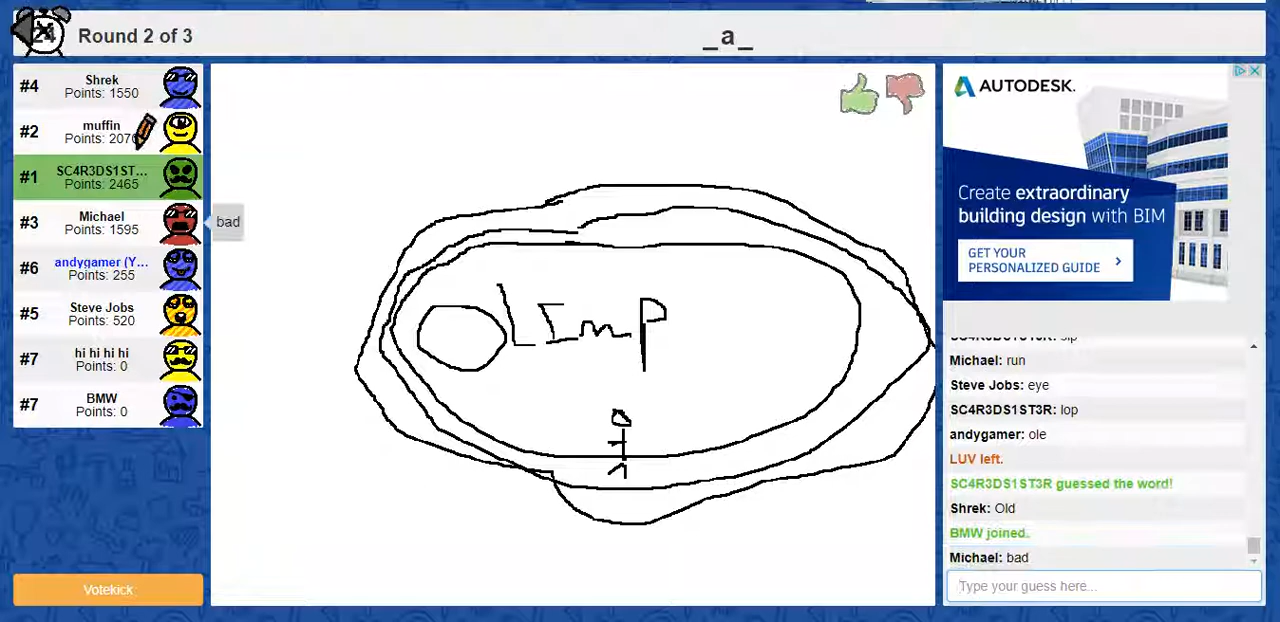 24
Round 2 of 3
_a_
#4
Shrek
Points: 1550
#2
muffin
Points: 2070
#1
SC4R3DS1ST...
Points: 2465
#3
Michael
Points: 1595
bad
#6
andygamer (Y...
Points: 255
#5
Steve Jobs
Points: 520
#7
hi hi hi hi
Points: 0
#7
BMW
Points: 0
Votekick
LImP
AUTODESK.
Create extraordinary
building design with BIM
GET YOUR
PERSONALIZED GUIDE >
SC4R3DS1ST3R: sip
Michael: run
Steve Jobs: eye
SC4R3DS1ST3R: lop
andygamer: ole
LUV left.
SC4R3DS1ST3R guessed the word!
Shrek: Old
BMW joined.
Michael: bad
Type your guess here...